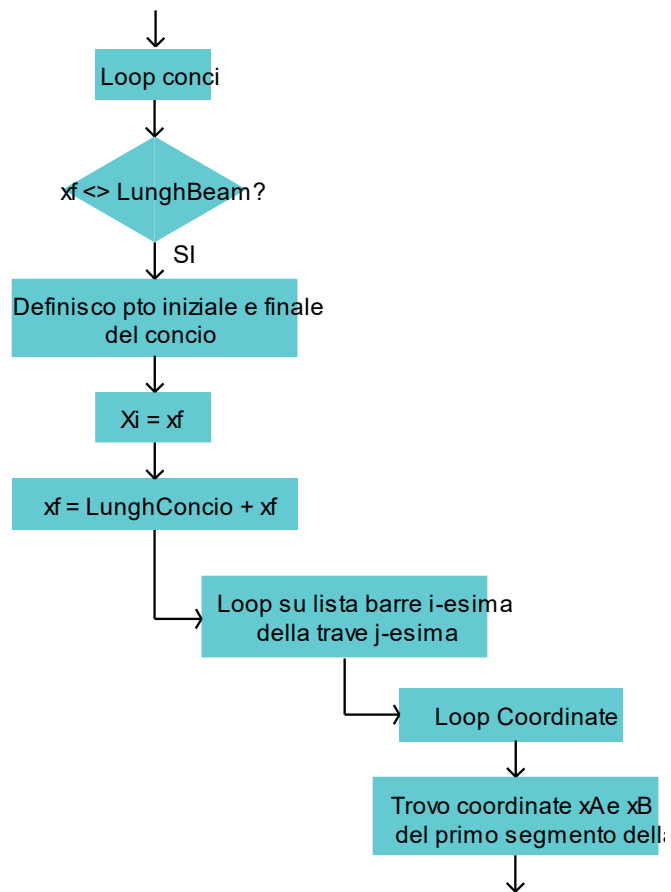 Loop conci
xf <> LunghBeam?
SI
Definisco pto iniziale e finale
del concio
Xi = xf
xf = LunghConcio + xf
Loop su lista barre i-esima
della trave j-esima
Loop Coordinate
Trovo coordinate xAe xB
del primo segmento della